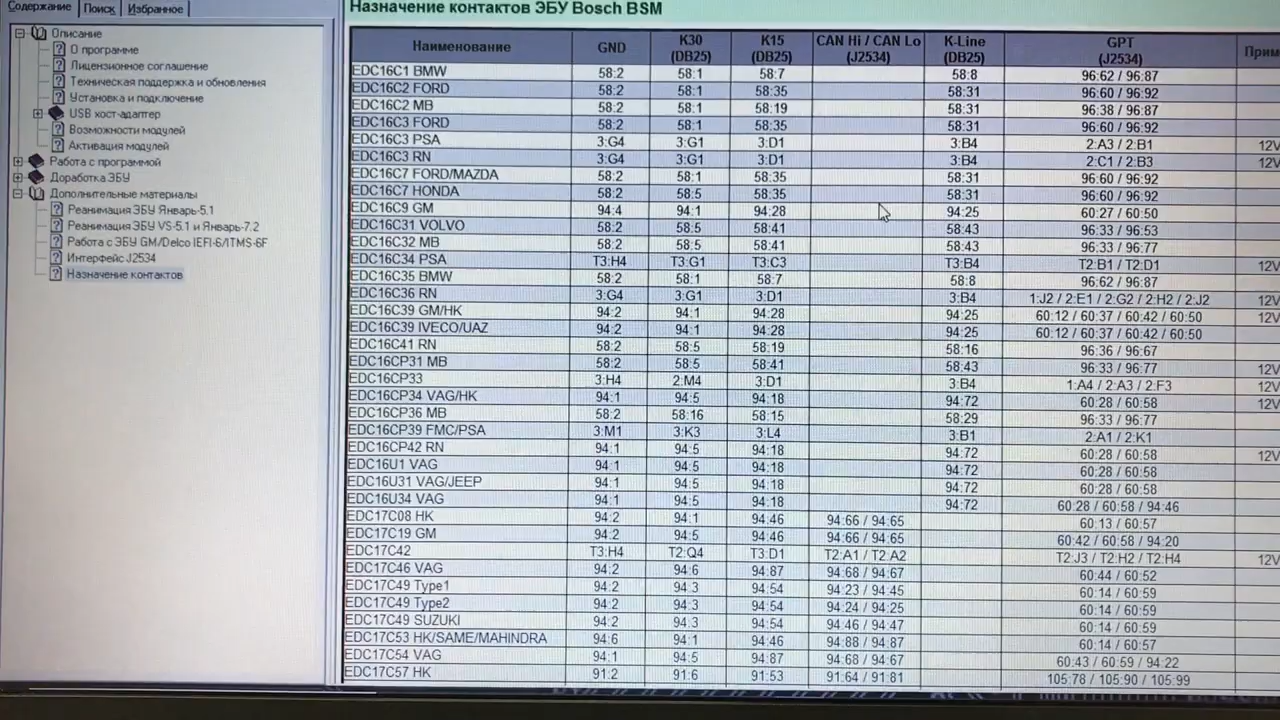 Содержание Поиск Избранное
Описание
О программе
Лицензионное соглашение
Техническая поддержка и обновления
Установка и подключение
USB хост-адаптер
Возможности модулей
Активация модулей
Работа с программой
Доработка ЭБУ
Дополнительные материалы
Реанимация ЭБУ Январь-5.1
Реанимация ЭБУ VS-5.1 и Январь-7.2
Работа с ЭБУ GM/Delco IEFI-6/ITMS-6F
Интерфейс J2534
Назначение контактов
Назначение контактов ЭБУ Bosch BSM
Наименование GND K30 (DB25) K15 (DB25) CAN Hi / CAN Lo (J2534) K-Line (DB25) GPT (J2534) Прим
EDC16C1 BMW 58:2 58:1 58:7 58:8 96:62 / 96:87
EDC16C2 FORD 58:2 58:1 58:35 58:31 96:60 / 96:92
EDC16C2 MB 58:2 58:1 58:19 58:31 96:38 / 96:87
EDC16C3 FORD 58:2 58:1 58:35 58:31 96:60 / 96:92
EDC16C3 PSA 3:G4 3:G1 3:D1 3:B4 2:A3 / 2:B1 12V
EDC16C3 RN 3:G4 3:G1 3:D1 3:B4 2:C1 / 2:B3 12V
EDC16C7 FORD/MAZDA 58:2 58:1 58:35 58:31 96:60 / 96:92
EDC16C7 HONDA 58:2 58:5 58:35 58:31 96:60 / 96:92
EDC16C9 GM 94:4 94:1 94:28 94:25 60:27 / 60:50
EDC16C31 VOLVO 58:2 58:5 58:41 58:43 96:33 / 96:53
EDC16C32 MB 58:2 58:5 58:41 58:43 96:33 / 96:77
EDC16C34 PSA T3:H4 T3:G1 T3:C3 T3:B4 T2:B1 / T2:D1 12V
EDC16C35 BMW 58:2 58:1 58:7 58:8 96:62 / 96:87
EDC16C36 RN 3:G4 3:G1 3:D1 3:B4 1:J2 / 2:E1 / 2:G2 / 2:H2 / 2:J2 12V
EDC16C39 GM/HK 94:2 94:1 94:28 94:25 60:12 / 60:37 / 60:42 / 60:50 12V
EDC16C39 IVECO/UAZ 94:2 94:1 94:28 94:25 60:12 / 60:37 / 60:42 / 60:50
EDC16C41 RN 58:2 58:5 58:19 58:16 96:36 / 96:67
EDC16CP31 MB 58:2 58:5 58:41 58:43 96:33 / 96:77 12V
EDC16CP33 3:H4 2:M4 3:D1 3:B4 1:A4 / 2:A3 / 2:F3 12V
EDC16CP34 VAG/HK 94:1 94:5 94:18 94:72 60:28 / 60:58 12V
EDC16CP36 MB 58:2 58:16 58:15 58:29 96:33 / 96:77
EDC16CP39 FMC/PSA 3:M1 3:K3 3:L4 3:B1 2:A1 / 2:K1
EDC16CP42 RN 94:1 94:5 94:18 94:72 60:28 / 60:58 12V
EDC16U1 VAG 94:1 94:5 94:18 94:72 60:28 / 60:58
EDC16U31 VAG/JEEP 94:1 94:5 94:18 94:72 60:28 / 60:58
EDC16U34 VAG 94:1 94:5 94:18 94:72 60:28 / 60:58 / 94:46
EDC17C08 HK 94:2 94:1 94:46 94:66 / 94:65 60:13 / 60:57
EDC17C19 GM 94:2 94:5 94:46 94:66 / 94:65 60:42 / 60:58 / 94:20
EDC17C42 T3:H4 T2:Q4 T3:D1 T2:A1 / T2:A2 T2:J3 / T2:H2 / T2:H4 12V
EDC17C46 VAG 94:2 94:6 94:87 94:68 / 94:67 60:44 / 60:52
EDC17C49 Type1 94:2 94:3 94:54 94:23 / 94:45 60:14 / 60:59
EDC17C49 Type2 94:2 94:3 94:54 94:24 / 94:25 60:14 / 60:59
EDC17C49 SUZUKI 94:2 94:3 94:54 94:46 / 94:47 60:14 / 60:59
EDC17C53 HK/SAME/MAHINDRA 94:6 94:1 94:46 94:88 / 94:87 60:14 / 60:57
EDC17C54 VAG 94:1 94:5 94:87 94:68 / 94:67 60:43 / 60:59 / 94:22
EDC17C57 HK 91:2 91:6 91:53 91:64 / 91:81 105:78 / 105:90 / 105:99